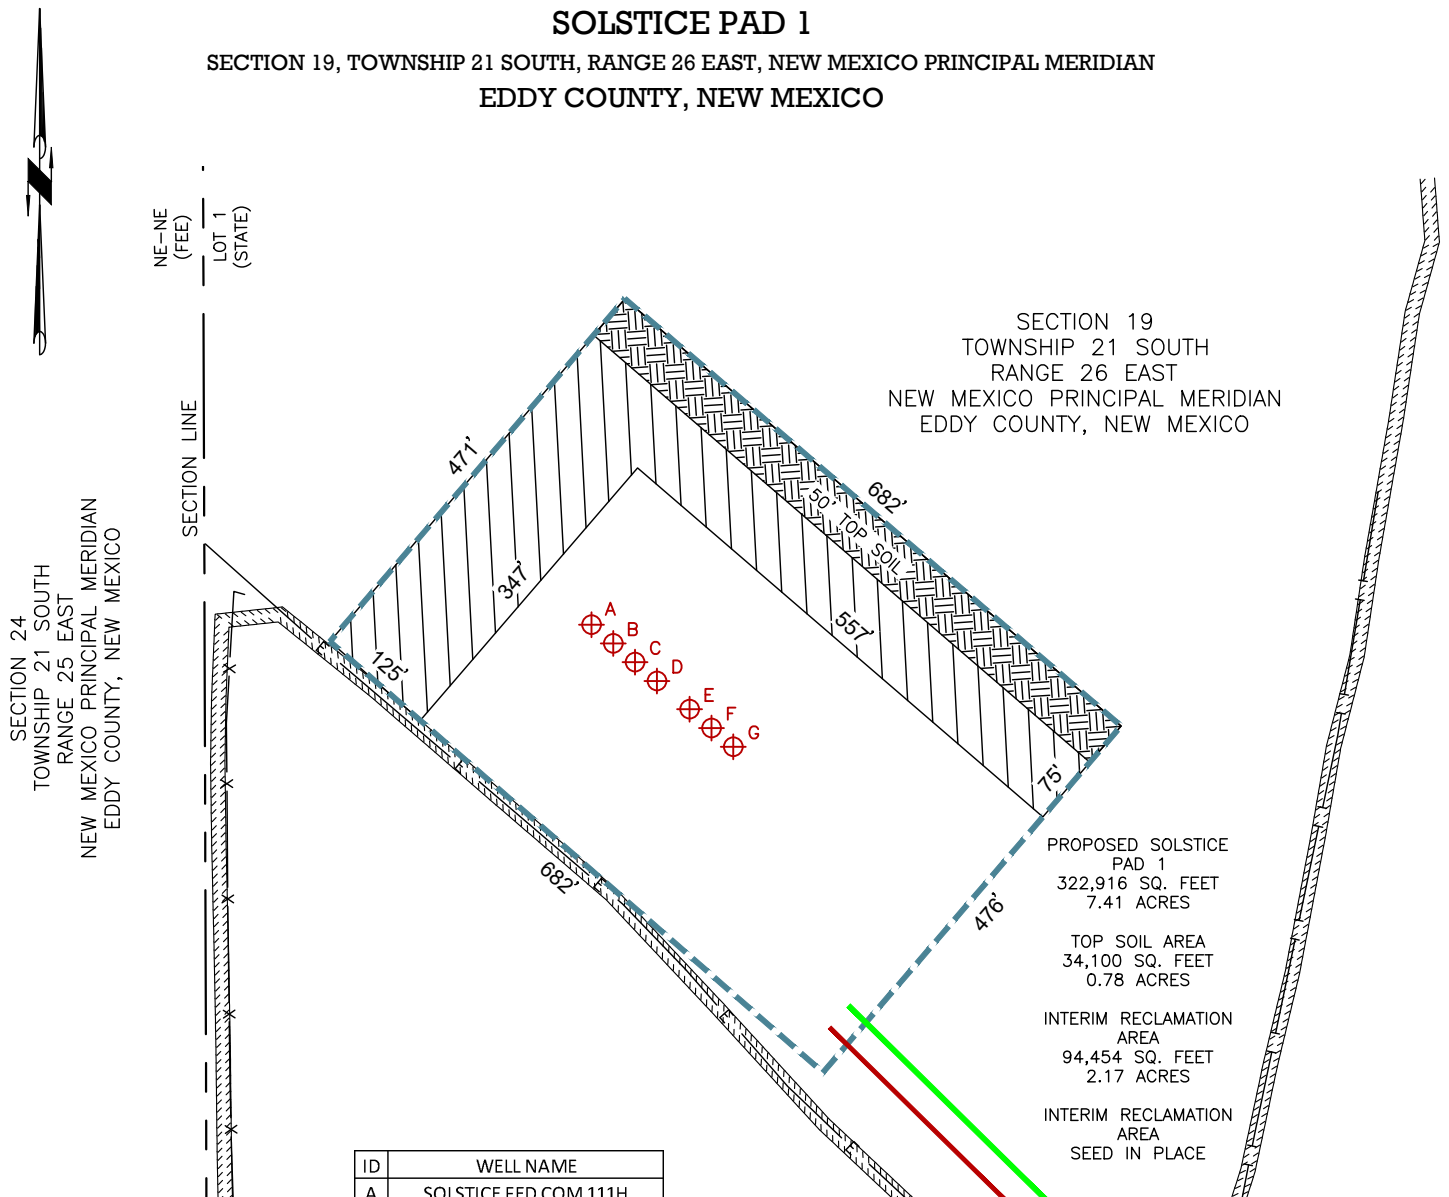 SOLSTICE PAD 1
SECTION 19, TOWNSHIP 21 SOUTH, RANGE 26 EAST, NEW MEXICO PRINCIPAL MERIDIAN
EDDY COUNTY, NEW MEXICO
NE-NE
(FEE)
LOT 1
(STATE)
SECTION LINE
SECTION 24
TOWNSHIP 21 SOUTH
RANGE 25 EAST
NEW MEXICO PRINCIPAL MERIDIAN
EDDY COUNTY, NEW MEXICO
SECTION 19
TOWNSHIP 21 SOUTH
RANGE 26 EAST
NEW MEXICO PRINCIPAL MERIDIAN
EDDY COUNTY, NEW MEXICO
471'
682'
50' TOP SOIL
347'
557'
125'
75'
682'
476'
A
B
C
D
E
F
G
E
E
E
E
E
PROPOSED SOLSTICE
PAD 1
322,916 SQ. FEET
7.41 ACRES
TOP SOIL AREA
34,100 SQ. FEET
0.78 ACRES
INTERIM RECLAMATION
AREA
94,454 SQ. FEET
2.17 ACRES
INTERIM RECLAMATION
AREA
SEED IN PLACE
ID WELL NAME
A SOLSTICE FED COM 111H